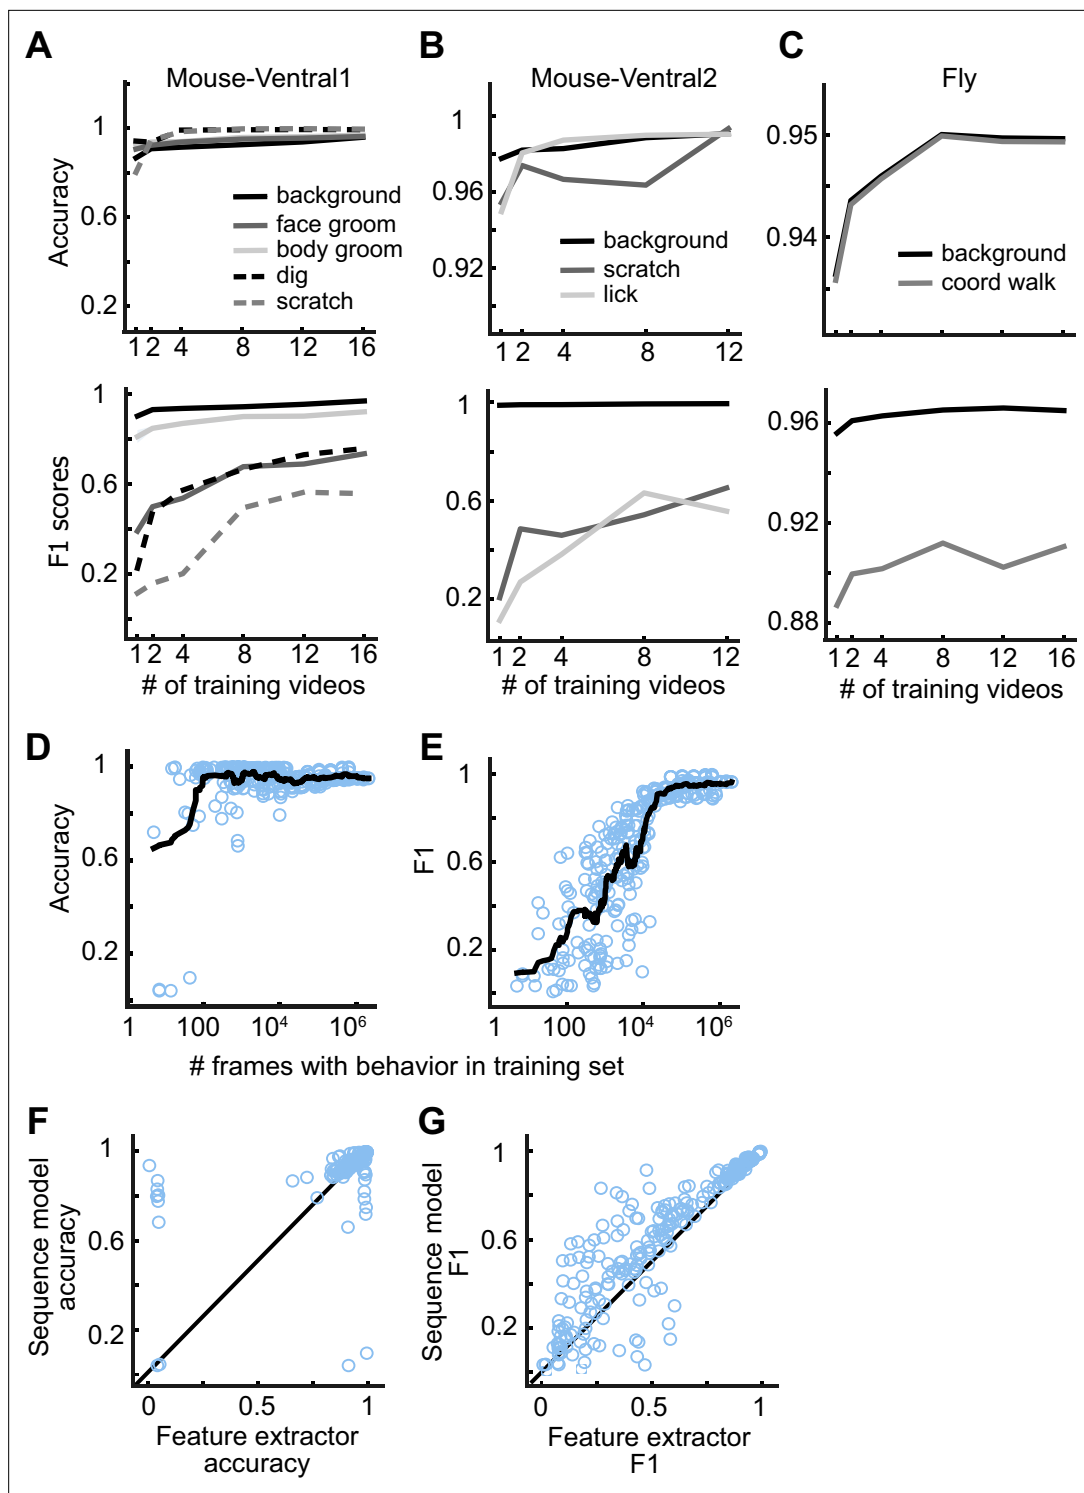 A
Mouse-Ventral1
Accuracy
1
0.6
0.2
background
face groom
body groom
dig
scratch
1 2 4 8 12 16
F1 scores
1
0.6
0.2
1 2 4 8 12 16
# of training videos
B
Mouse-Ventral2
1
0.96
0.92
background
scratch
lick
1 2 4 8 12
1
0.6
0.2
1 2 4 8 12
# of training videos
C
Fly
0.95
0.94
background
coord walk
1 2 4 8 12 16
0.96
0.92
0.88
1 2 4 8 12 16
# of training videos
D
Accuracy
1
0.6
0.2
1 100 10⁴ 10⁶
E
F1
1
0.6
0.2
1 100 10⁴ 10⁶
# frames with behavior in training set
F
Sequence model
accuracy
1
0.6
0.2
0 0.5 1
Feature extractor
accuracy
G
Sequence model
F1
1
0.6
0.2
0 0.5 1
Feature extractor
F1